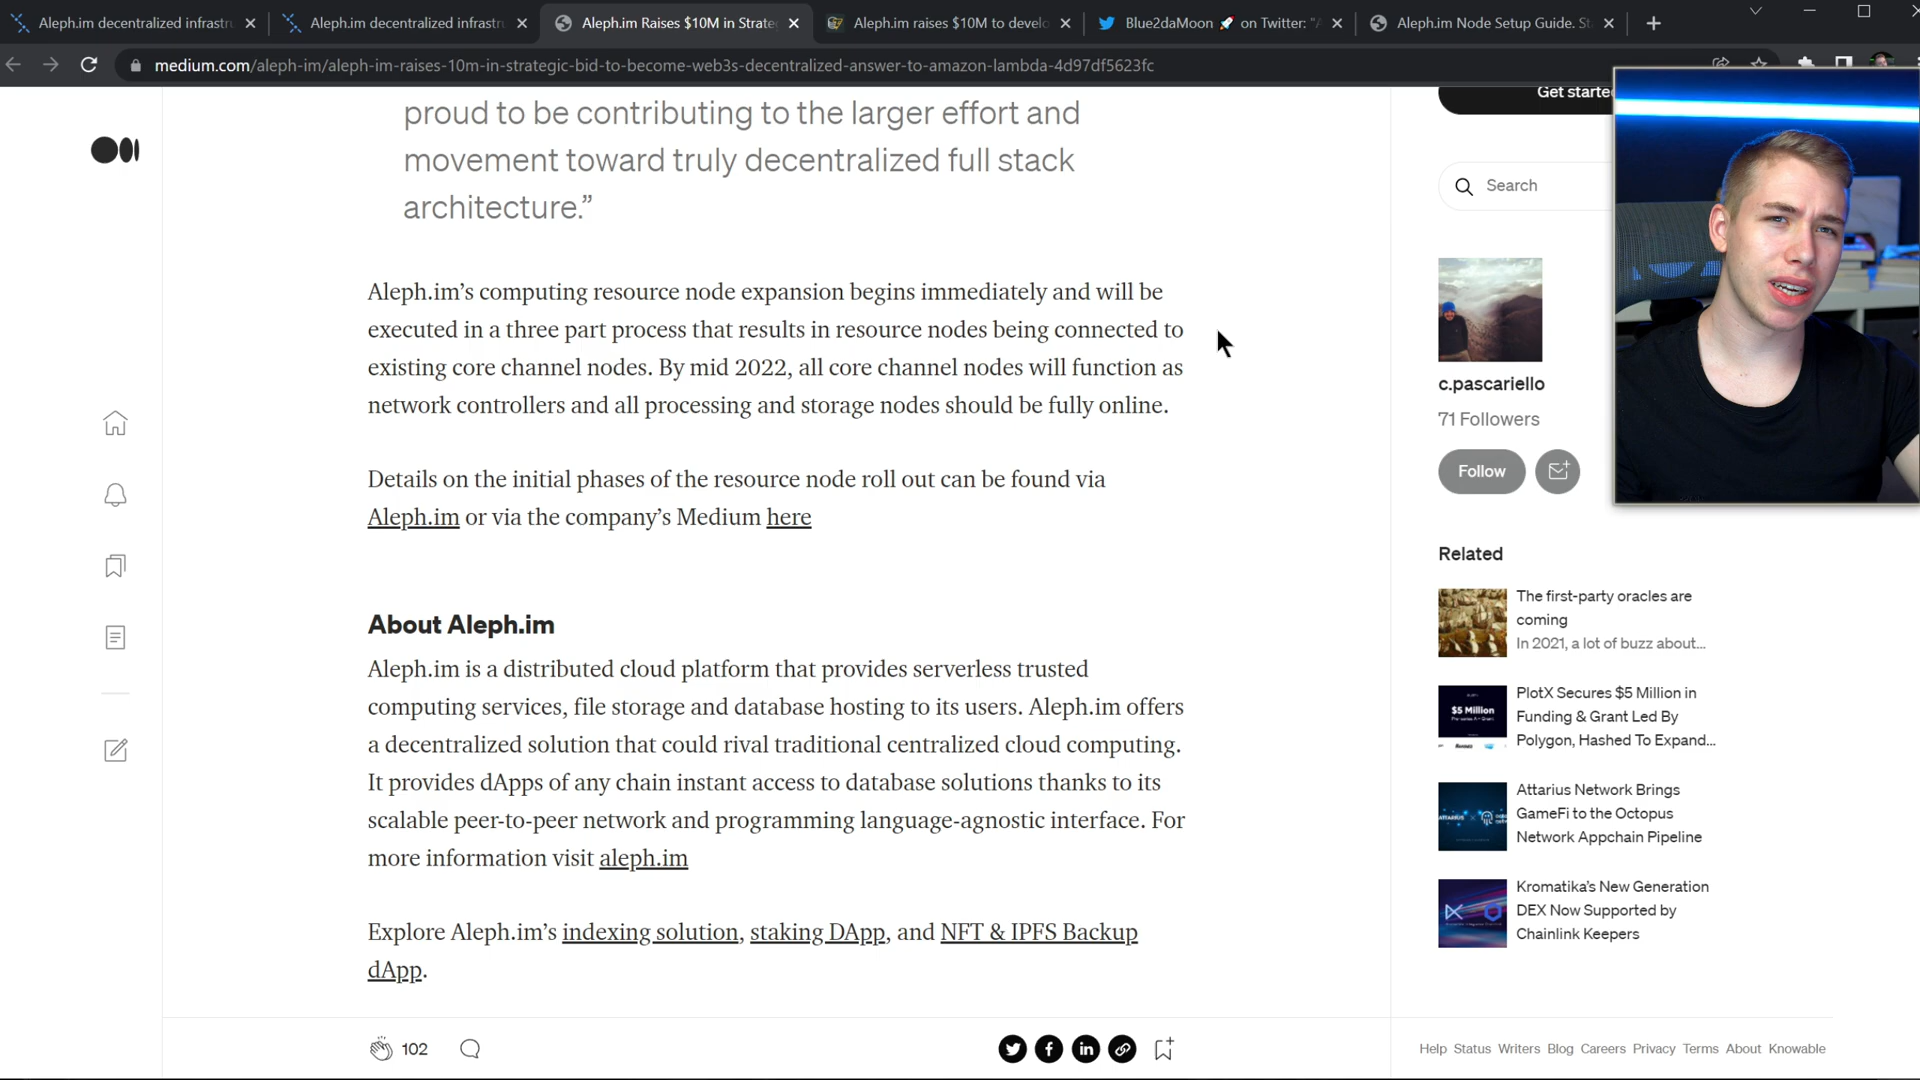 Aleph.im decentralized infrastru
Aleph.im decentralized infrastru
Aleph.im Raises $10M in Strate
Aleph.im raises $10M to develo
Blue2daMoon 🚀 on Twitter: "A
Aleph.im Node Setup Guide. St
medium.com/aleph-im/aleph-im-raises-10m-in-strategic-bid-to-become-web3s-decentralized-answer-to-amazon-lambda-4d97df5623fc
proud to be contributing to the larger effort and
movement toward truly decentralized full stack
architecture.”
Aleph.im’s computing resource node expansion begins immediately and will be
executed in a three part process that results in resource nodes being connected to
existing core channel nodes. By mid 2022, all core channel nodes will function as
network controllers and all processing and storage nodes should be fully online.
Details on the initial phases of the resource node roll out can be found via
Aleph.im or via the company’s Medium here
About Aleph.im
Aleph.im is a distributed cloud platform that provides serverless trusted
computing services, file storage and database hosting to its users. Aleph.im offers
a decentralized solution that could rival traditional centralized cloud computing.
It provides dApps of any chain instant access to database solutions thanks to its
scalable peer-to-peer network and programming language-agnostic interface. For
more information visit aleph.im
Explore Aleph.im’s indexing solution, staking DApp, and NFT & IPFS Backup
dApp.
102
Get starte
Search
c.pascariello
71 Followers
Follow
Related
The first-party oracles are
coming
In 2021, a lot of buzz about...
$5 Million
PlotX Secures $5 Million in
Funding & Grant Led By
Polygon, Hashed To Expand...
Attarius Network Brings
GameFi to the Octopus
Network Appchain Pipeline
Kromatika’s New Generation
DEX Now Supported by
Chainlink Keepers
Help Status Writers Blog Careers Privacy Terms About Knowable